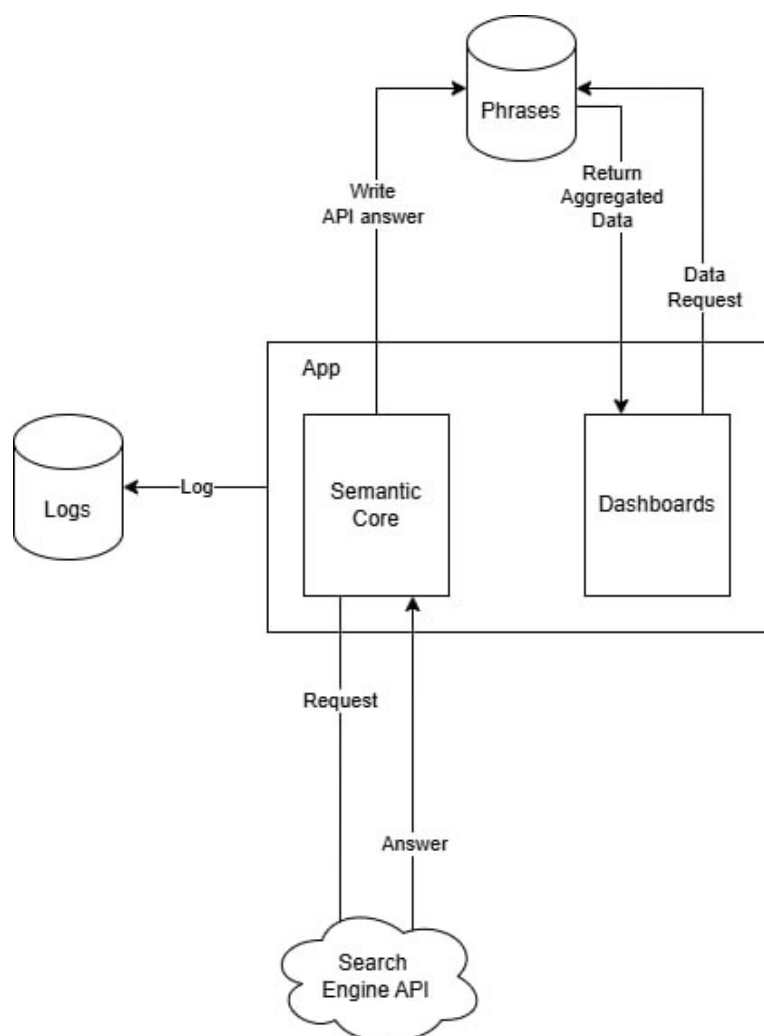 Phrases
Write
API answer
Return
Aggregated
Data
Data
Request
App
Logs
Log
Semantic
Core
Dashboards
Request
Answer
Search
Engine API